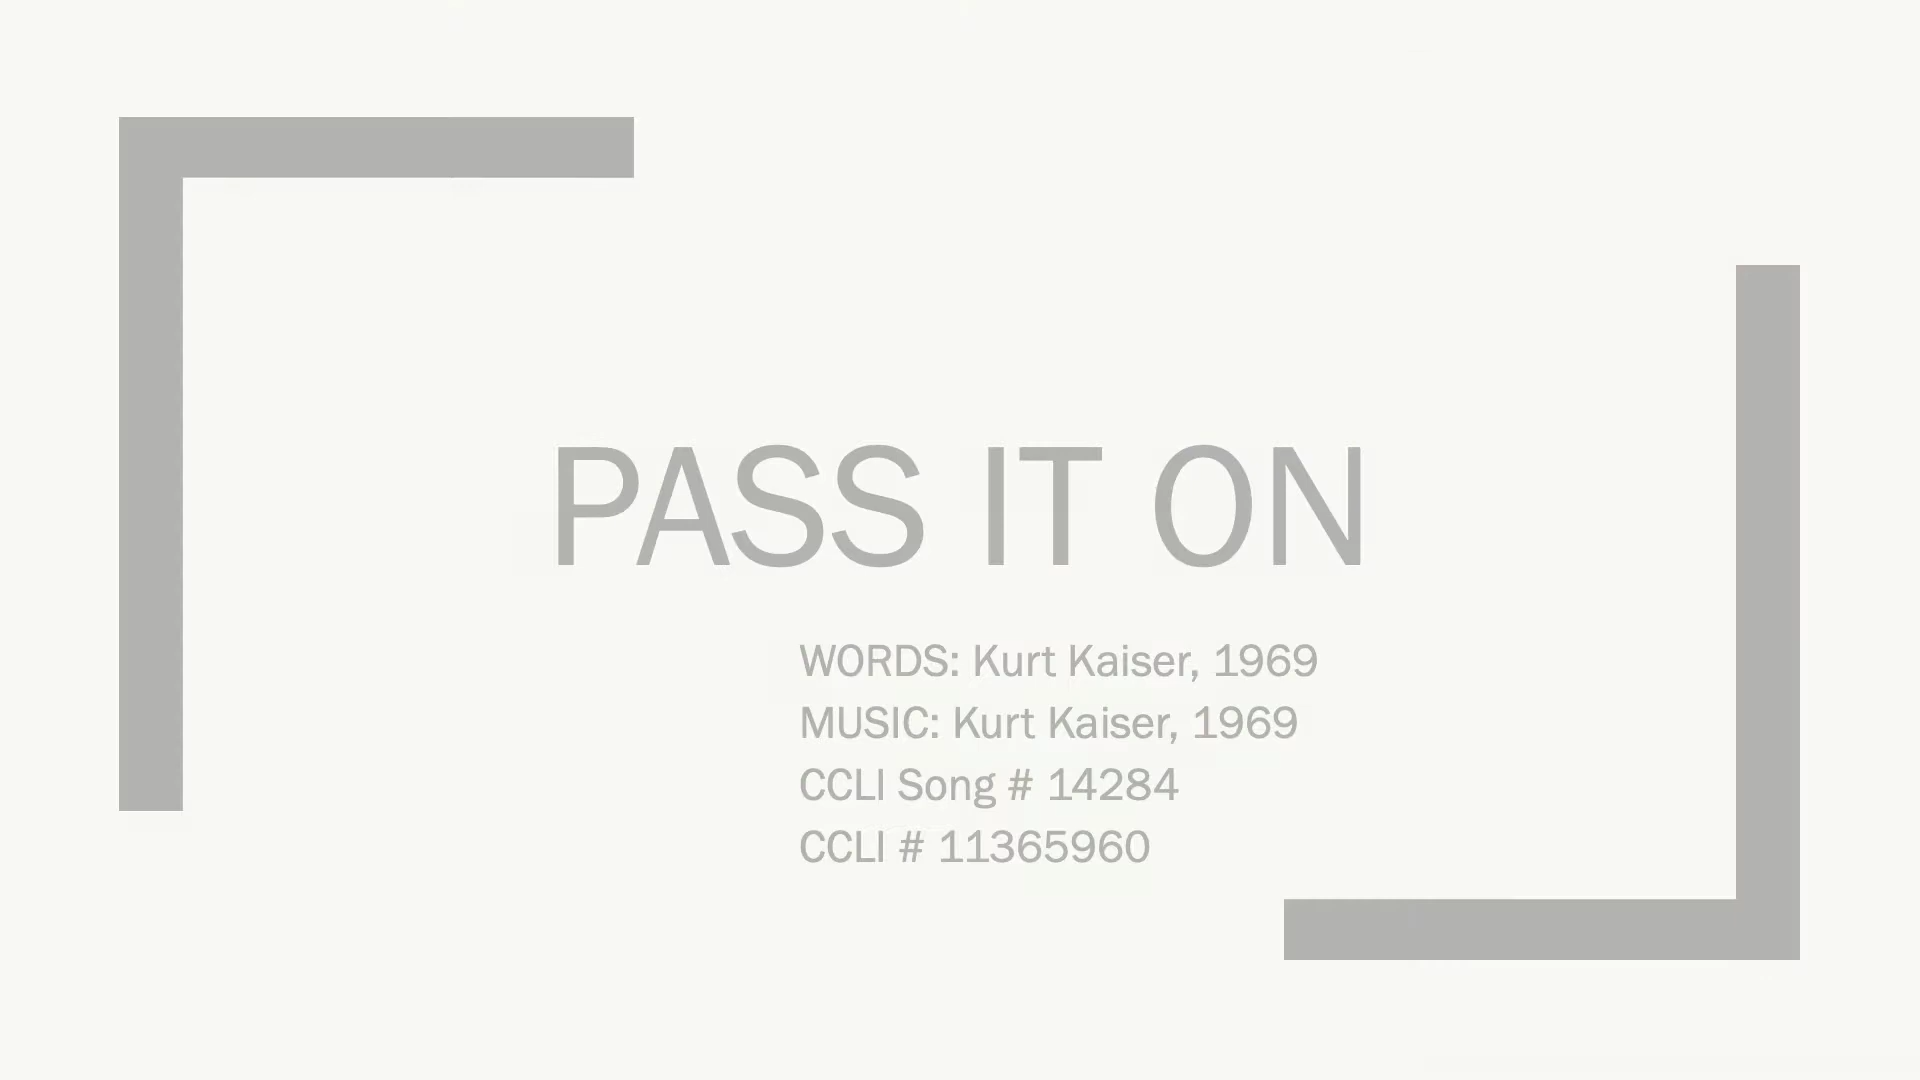 PASS IT ON
WORDS: Kurt Kaiser, 1969
MUSIC: Kurt Kaiser, 1969
CCLI Song # 14284
CCLI # 11365960